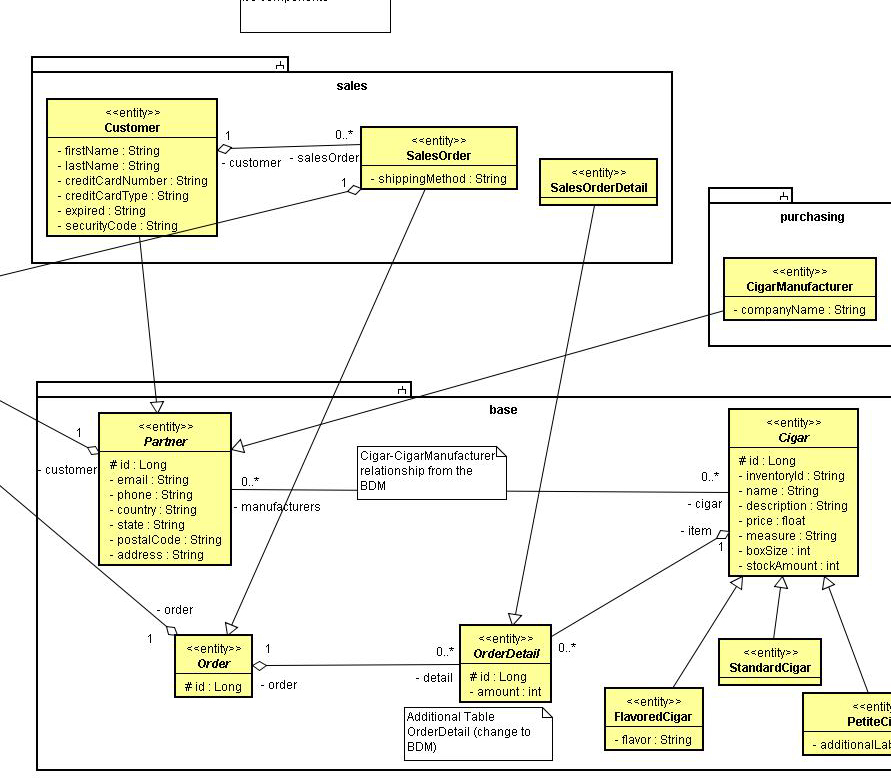 sales
<<entity>>
Customer
- firstName : String
- lastName : String
- creditCardNumber : String
- creditCardType : String
- expired : String
- securityCode : String
1
0..*
- customer
- salesOrder
<<entity>>
SalesOrder
- shippingMethod : String
1
<<entity>>
SalesOrderDetail
purchasing
<<entity>>
CigarManufacturer
- companyName : String
base
1
- customer
<<entity>>
Partner
# id : Long
- email : String
- phone : String
- country : String
- state : String
- postalCode : String
- address : String
0..*
- manufacturers
Cigar-CigarManufacturer
relationship from the
BDM
0..*
- cigar
- item
1
<<entity>>
Cigar
# id : Long
- inventoryId : String
- name : String
- description : String
- price : float
- measure : String
- boxSize : int
- stockAmount : int
- order
1
<<entity>>
Order
# id : Long
1
- order
0..*
- detail
<<entity>>
OrderDetail
# id : Long
- amount : int
0..*
Additional Table
OrderDetail (change to
BDM)
<<entity>>
StandardCigar
<<entity>>
FlavoredCigar
- flavor : String
<<entity
PetiteCi
- additionalLab